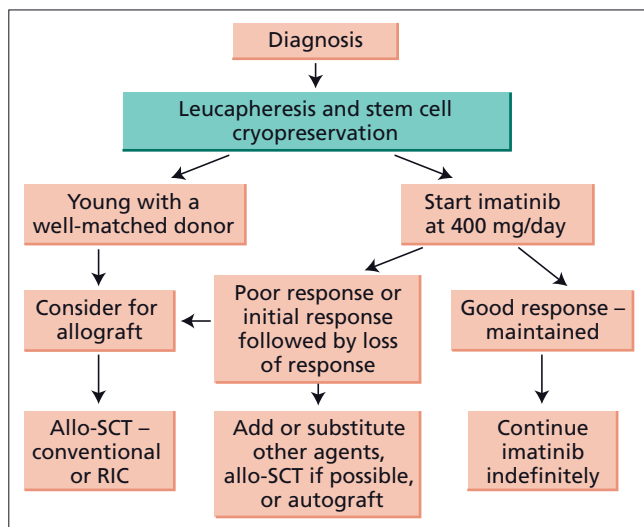 Diagnosis
Leucapheresis and stem cell
cryopreservation
Young with a
well-matched donor
Start imatinib
at 400 mg/day
Consider for
allograft
Poor response or
initial response
followed by loss
of response
Good response –
maintained
Allo-SCT –
conventional
or RIC
Add or substitute
other agents,
allo-SCT if possible,
or autograft
Continue
imatinib
indefinitely